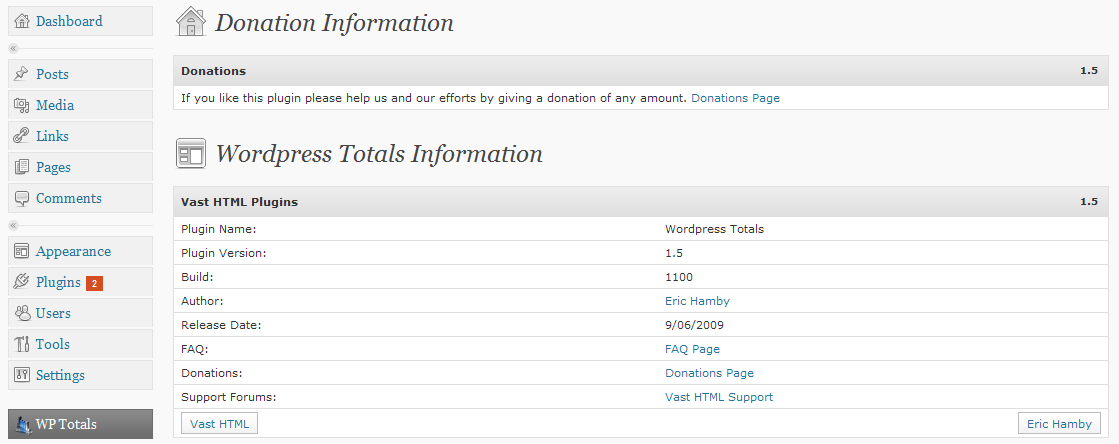 Dashboard
Posts
Media
Links
Pages
Comments
Appearance
Plugins 2
Users
Tools
Settings
WP Totals
Donation Information
Donations 1.5
If you like this plugin please help us and our efforts by giving a donation of any amount. Donations Page
Wordpress Totals Information
Vast HTML Plugins 1.5
Plugin Name: Wordpress Totals
Plugin Version: 1.5
Build: 1100
Author: Eric Hamby
Release Date: 9/06/2009
FAQ: FAQ Page
Donations: Donations Page
Support Forums: Vast HTML Support
Vast HTML Eric Hamby